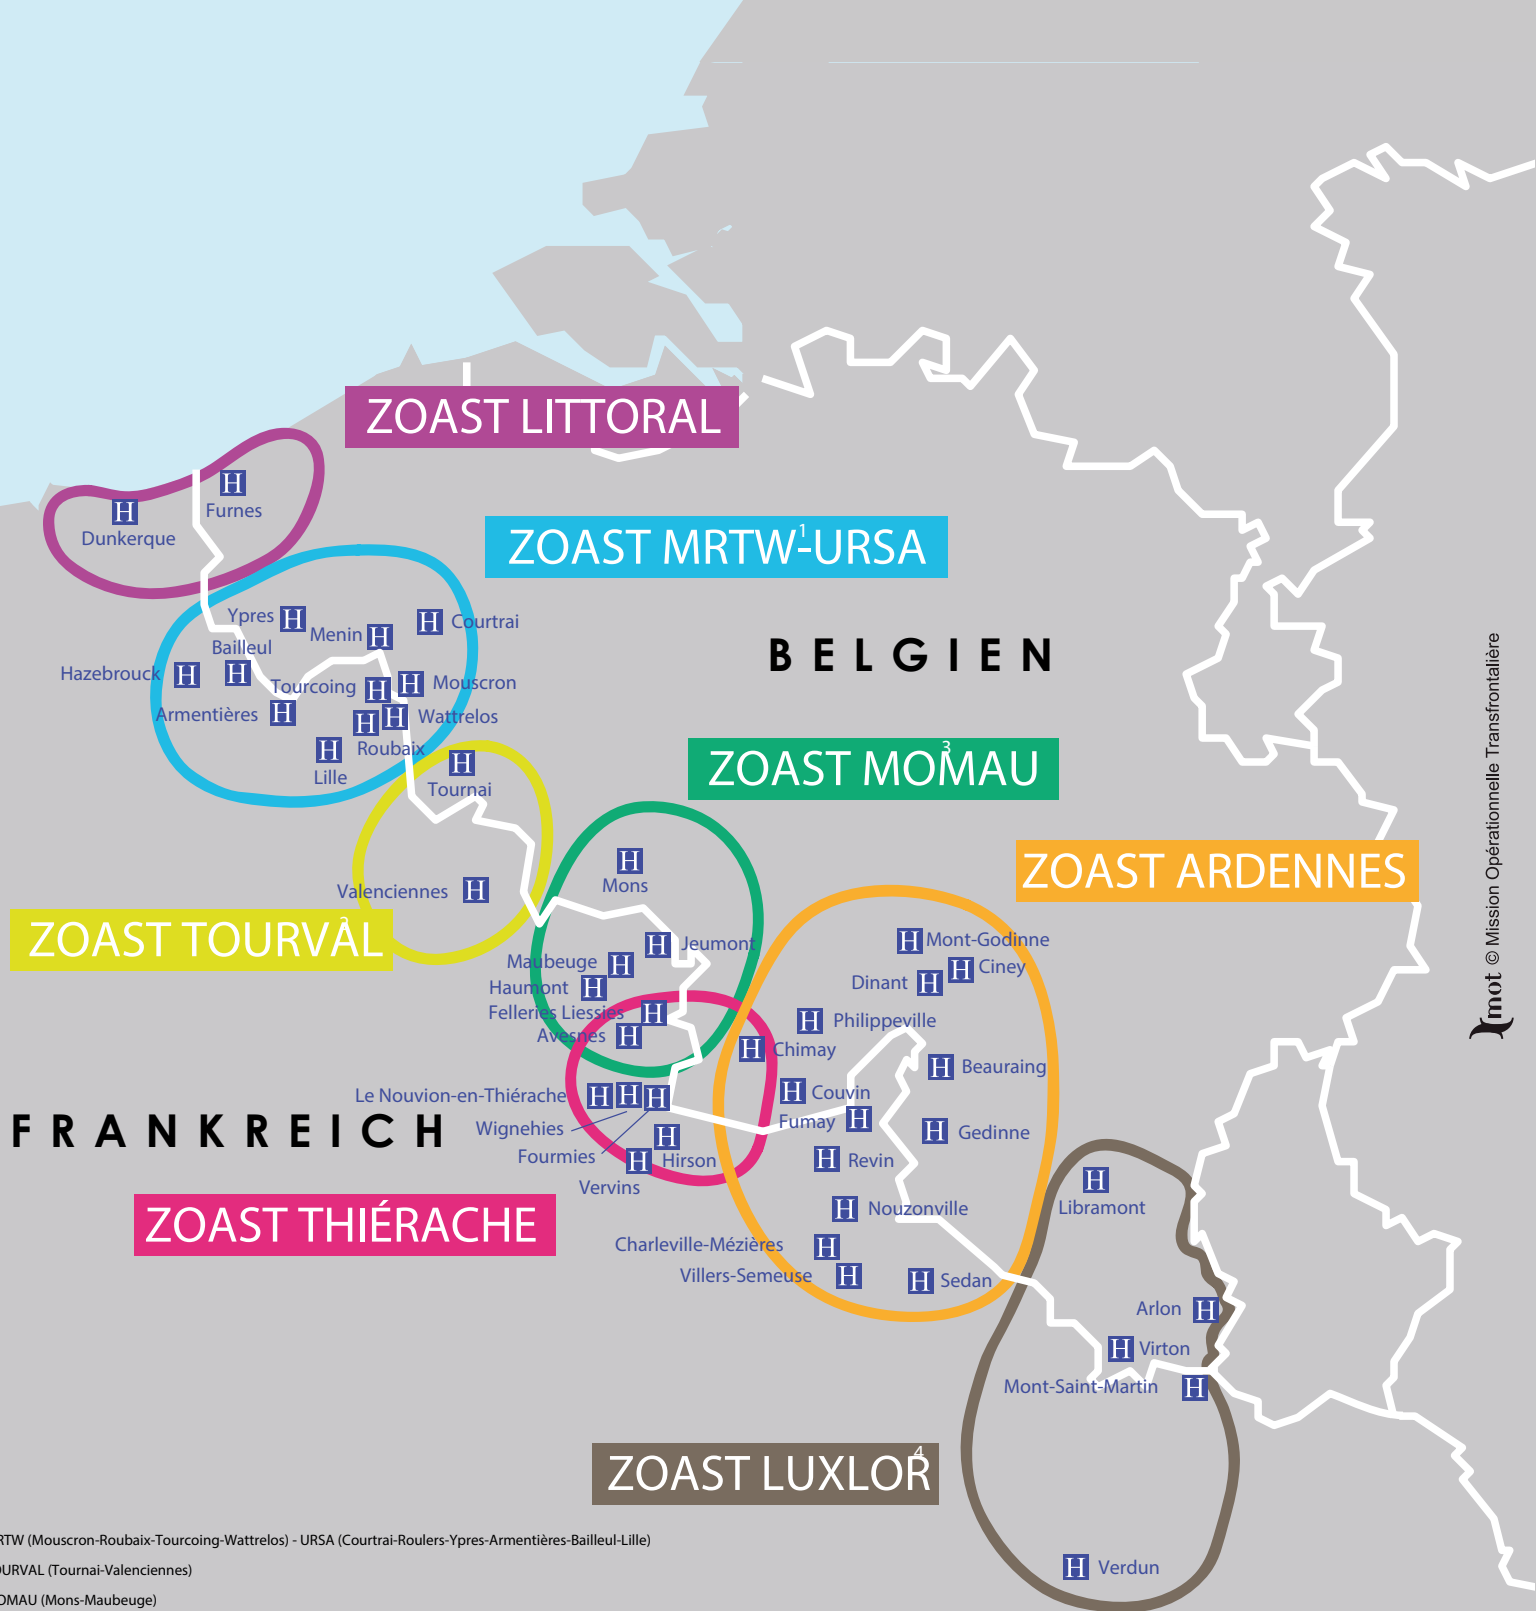 ZOAST LITTORAL
H
Furnes
H
Dunkerque
ZOAST MRTW¹-URSA
Ypres H
Menin H
H Courtrai
Bailleul
H
Hazebrouck H
Tourcoing H
H Mouscron
Armentières H
H
H Wattrelos
Roubaix
H
Lille
BELGIEN
© Mission Opérationnelle Transfrontalière
mot
ZOAST MOMAU³
H
Tournai
H
Mons
ZOAST ARDENNES
Valenciennes H
ZOAST TOURVAL²
H Jeumont
Maubeuge H
Haumont H
Felleries Liessies H
Avesnes H
H Mont-Godinne
H Ciney
Dinant H
H Philippeville
H Chimay
H Beauraing
H Couvin
Fumay H
H Gedinne
Le Nouvion-en-Thiérache H H H
Wignehies
Fourmies
H
Hirson
H
Vervins
FRANKREICH
H Revin
ZOAST THIÉRACHE
H Nouzonville
Charleville-Mézières H
Villers-Semeuse H
H Sedan
H
Libramont
Arlon H
H Virton
Mont-Saint-Martin H
ZOAST LUXLOR⁴
H Verdun
RTW (Mouscron-Roubaix-Tourcoing-Wattrelos) - URSA (Courtrai-Roulers-Ypres-Armentières-Bailleul-Lille)
OURVAL (Tournai-Valenciennes)
OMAU (Mons-Maubeuge)